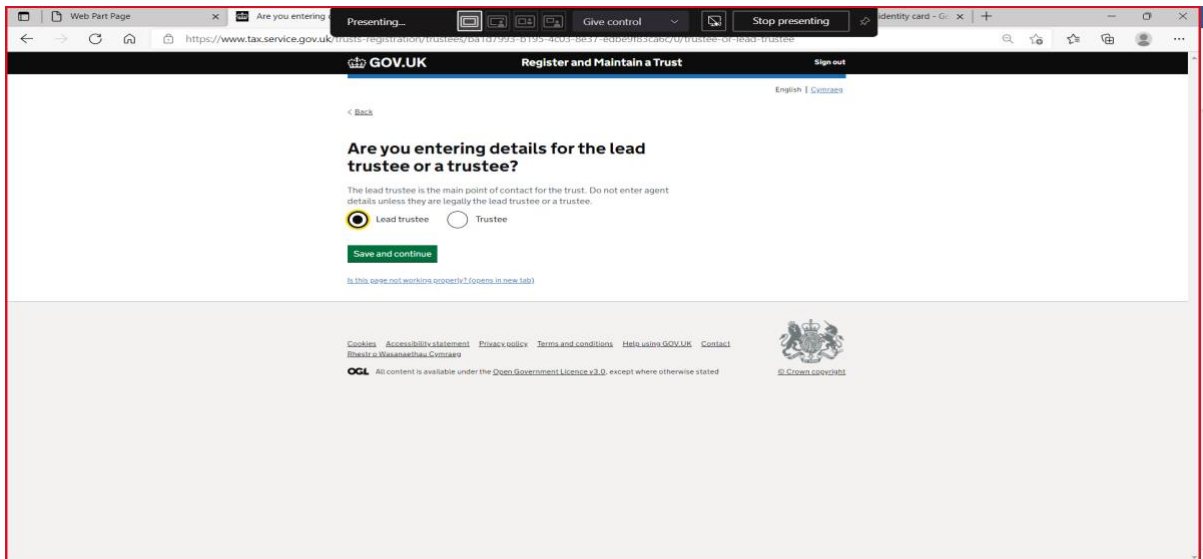 Web Part Page
Are you entering
Presenting...
Give control
Stop presenting
identity card - G
https://www.tax.service.gov.uk/trusts-registration/trustees/ /0/trustee-or-lead-trustee
GOV.UK
Register and Maintain a Trust
Sign out
English | Cymraeg
< Back
Are you entering details for the lead
trustee or a trustee?
The lead trustee is the main point of contact for the trust. Do not enter agent
details unless they are legally the lead trustee or a trustee.
Lead trustee Trustee
Save and continue
Is this page not working properly? (opens in new tab)
Cookies Accessibility statement Privacy policy Terms and conditions Help using GOV.UK Contact
Rhestr o Wasanaethau Cymraeg
OGL All content is available under the Open Government Licence v3.0, except where otherwise stated
© Crown copyright